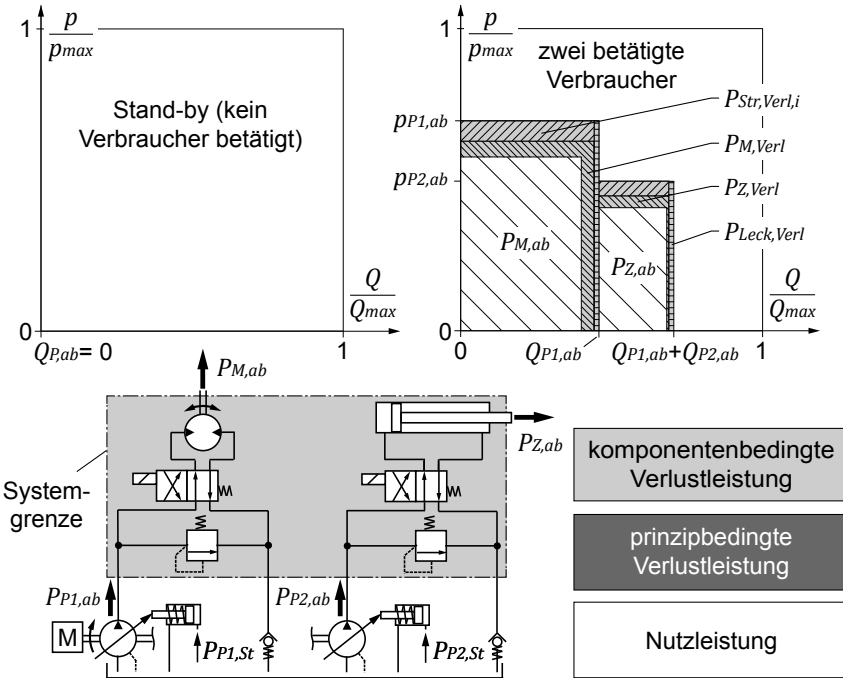 1
p
pmax
Stand-by (kein
Verbraucher betätigt)
Q
Qmax
0
QP,ab= 0
1
1
p
pmax
zwei betätigte
Verbraucher
PStr,Verl,i
pP1,ab
PM,Verl
pP2,ab
PZ,Verl
PM,ab
PLeck,Verl
PZ,ab
Q
Qmax
0
0
QP1,ab
QP1,ab+QP2,ab
1
PM,ab
PZ,ab
System-
grenze
PP1,ab
PP2,ab
M
PP1,St
PP2,St
komponentenbedingte
Verlustleistung
prinzipbedingte
Verlustleistung
Nutzleistung